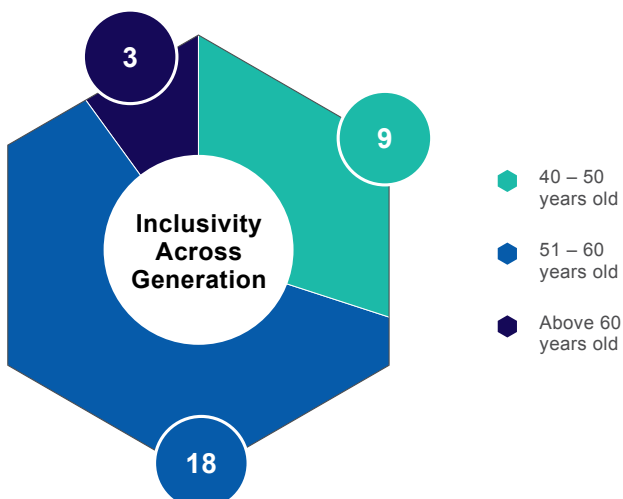 3
9
Inclusivity
Across
Generation
18
40 – 50
years old
51 – 60
years old
Above 60
years old